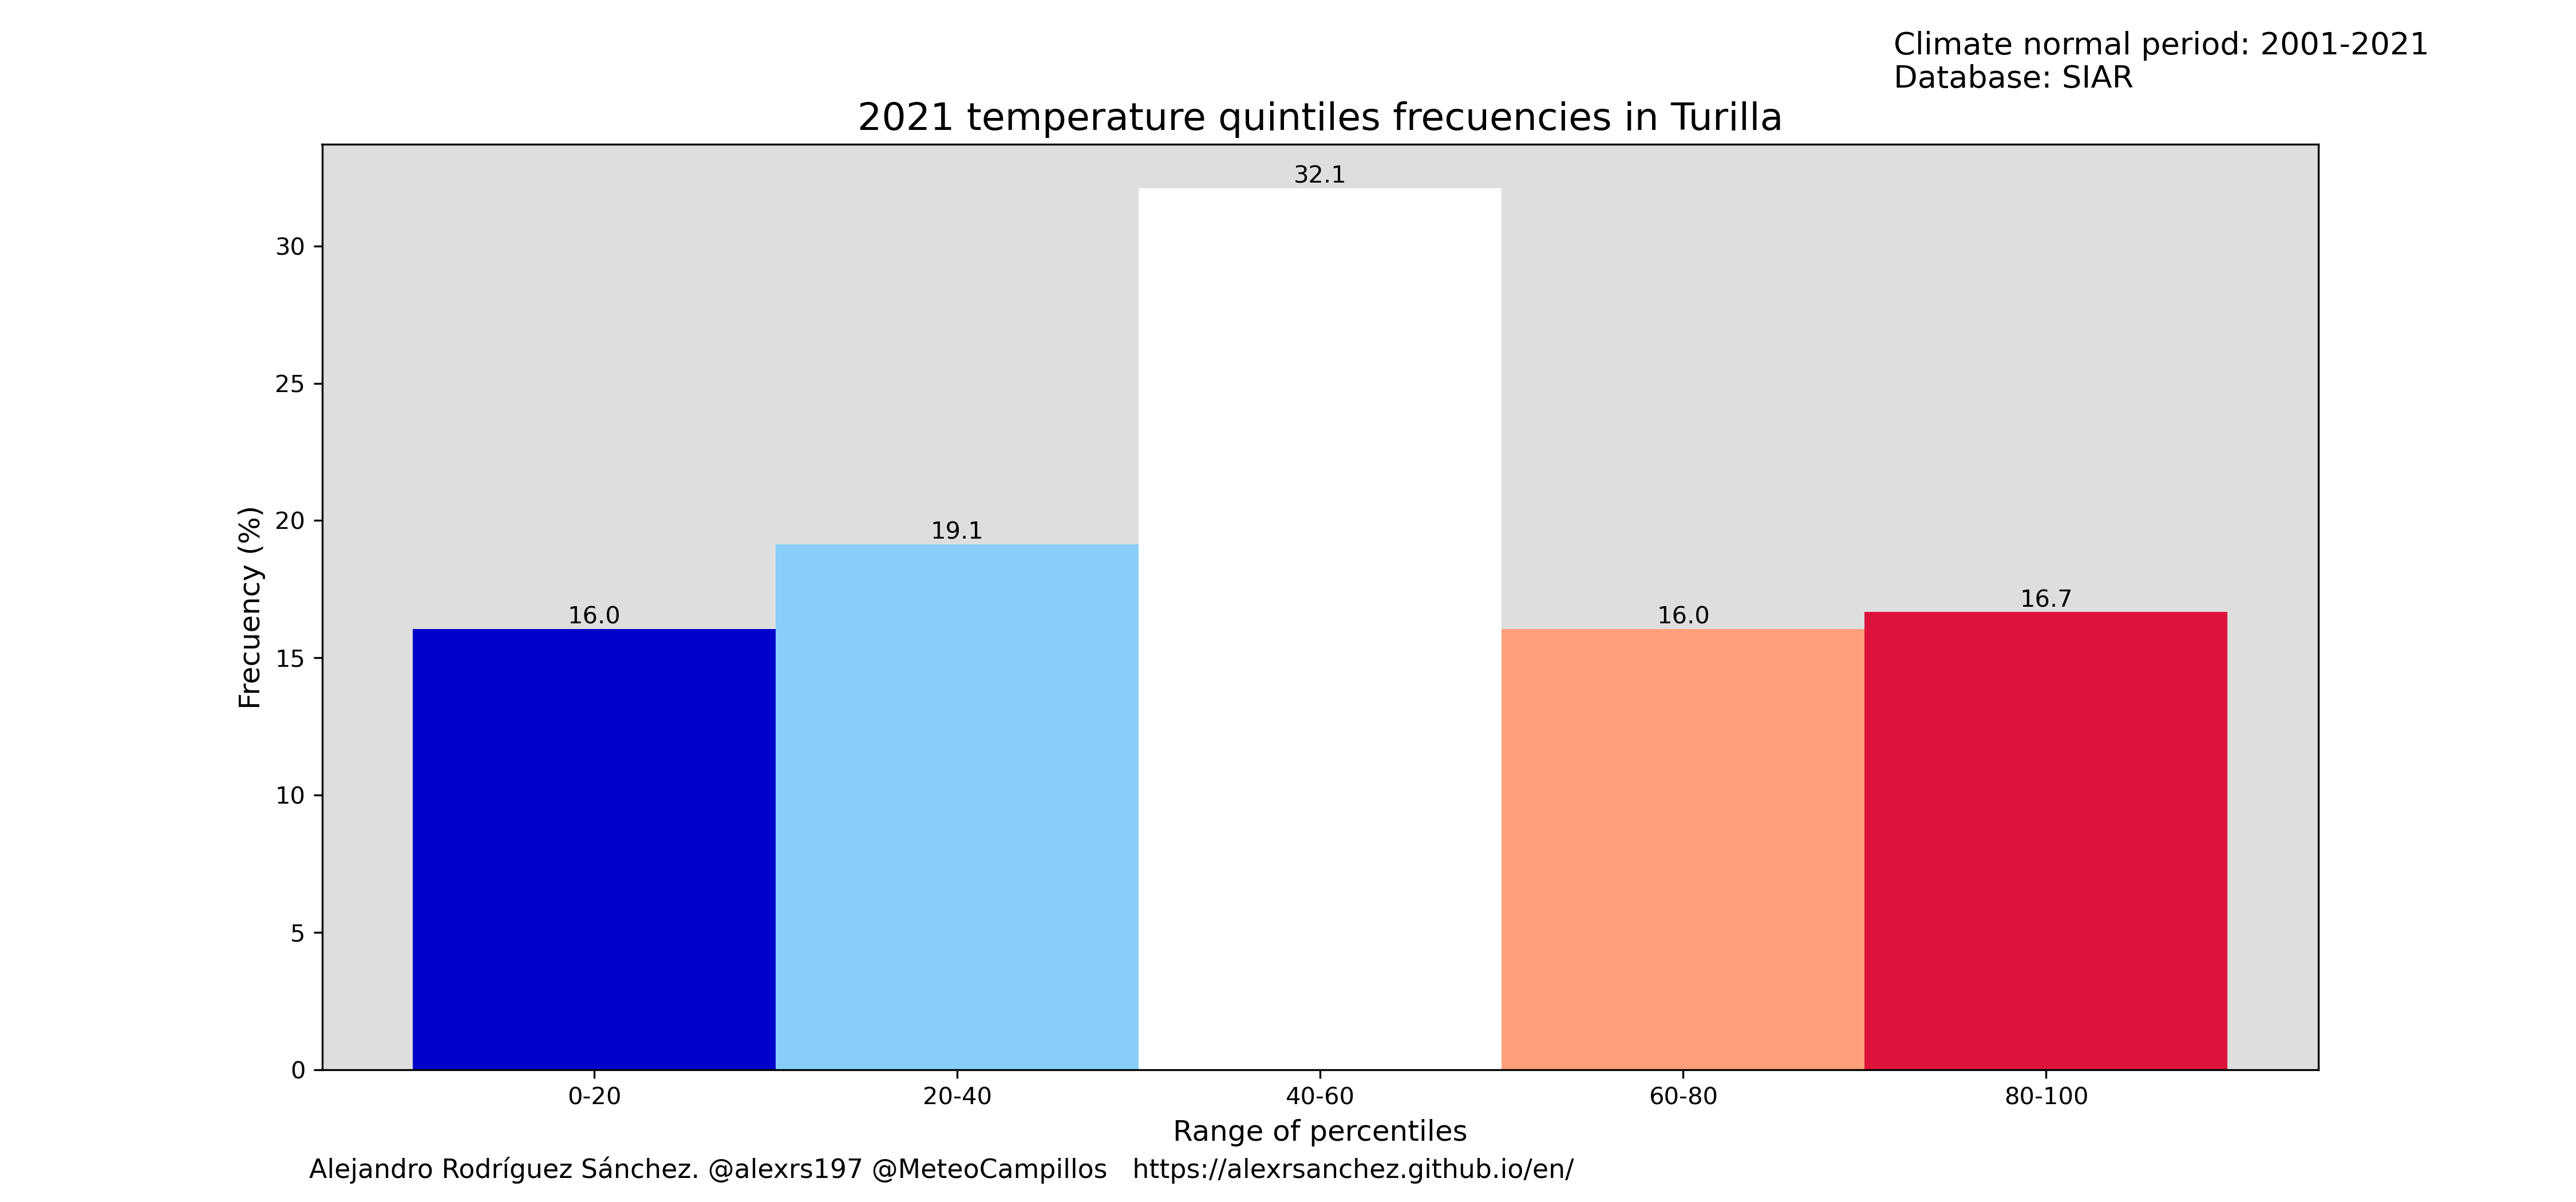 Climate normal period: 2001-2021
Database: SIAR
2021 temperature quintiles frecuencies in Turilla
32.1
30
25
Frecuency (%)
20
19.1
16.0
16.0
16.7
15
10
5
0
0-20
20-40
40-60
60-80
80-100
Range of percentiles
Alejandro Rodríguez Sánchez. @alexrs197 @MeteoCampillos https://alexrsanchez.github.io/en/